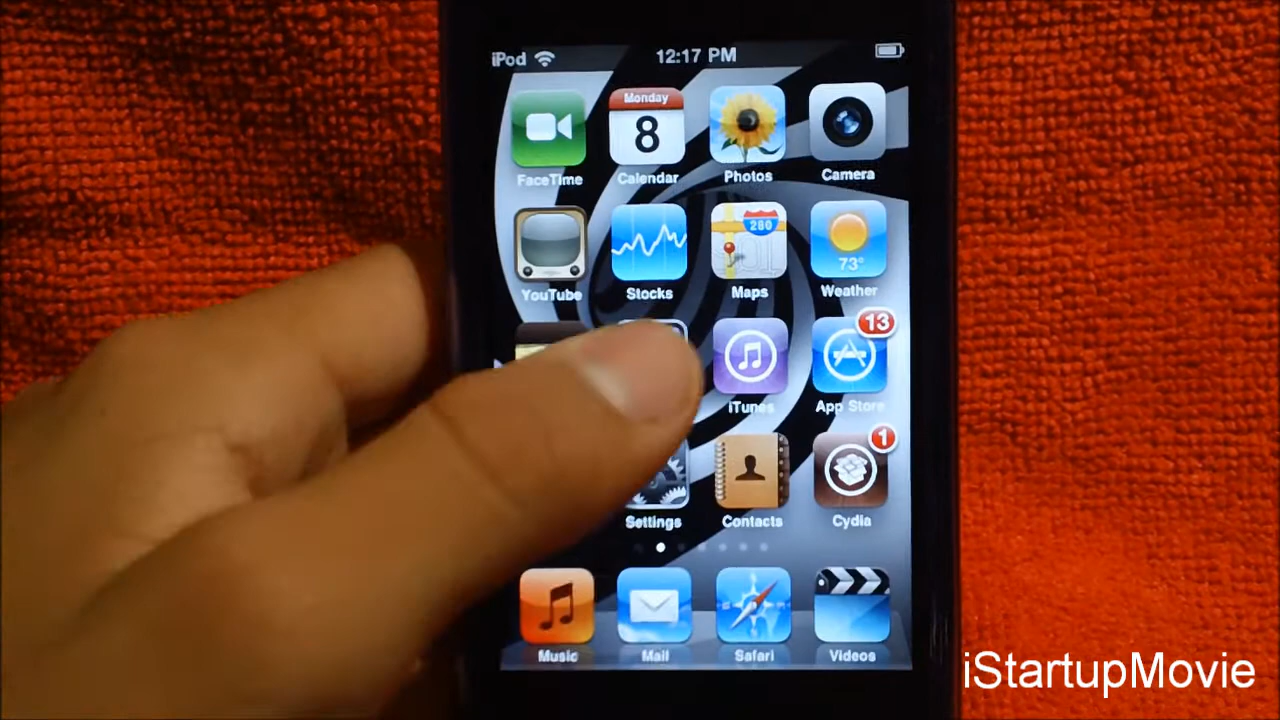 iPod 12:17 PM
Monday
8
FaceTime Calendar Photos Camera
280
73°
YouTube Stocks Maps Weather
13
iTunes App Store
1
Settings Contacts Cydia
Music Mail Safari Videos
iStartupMovie